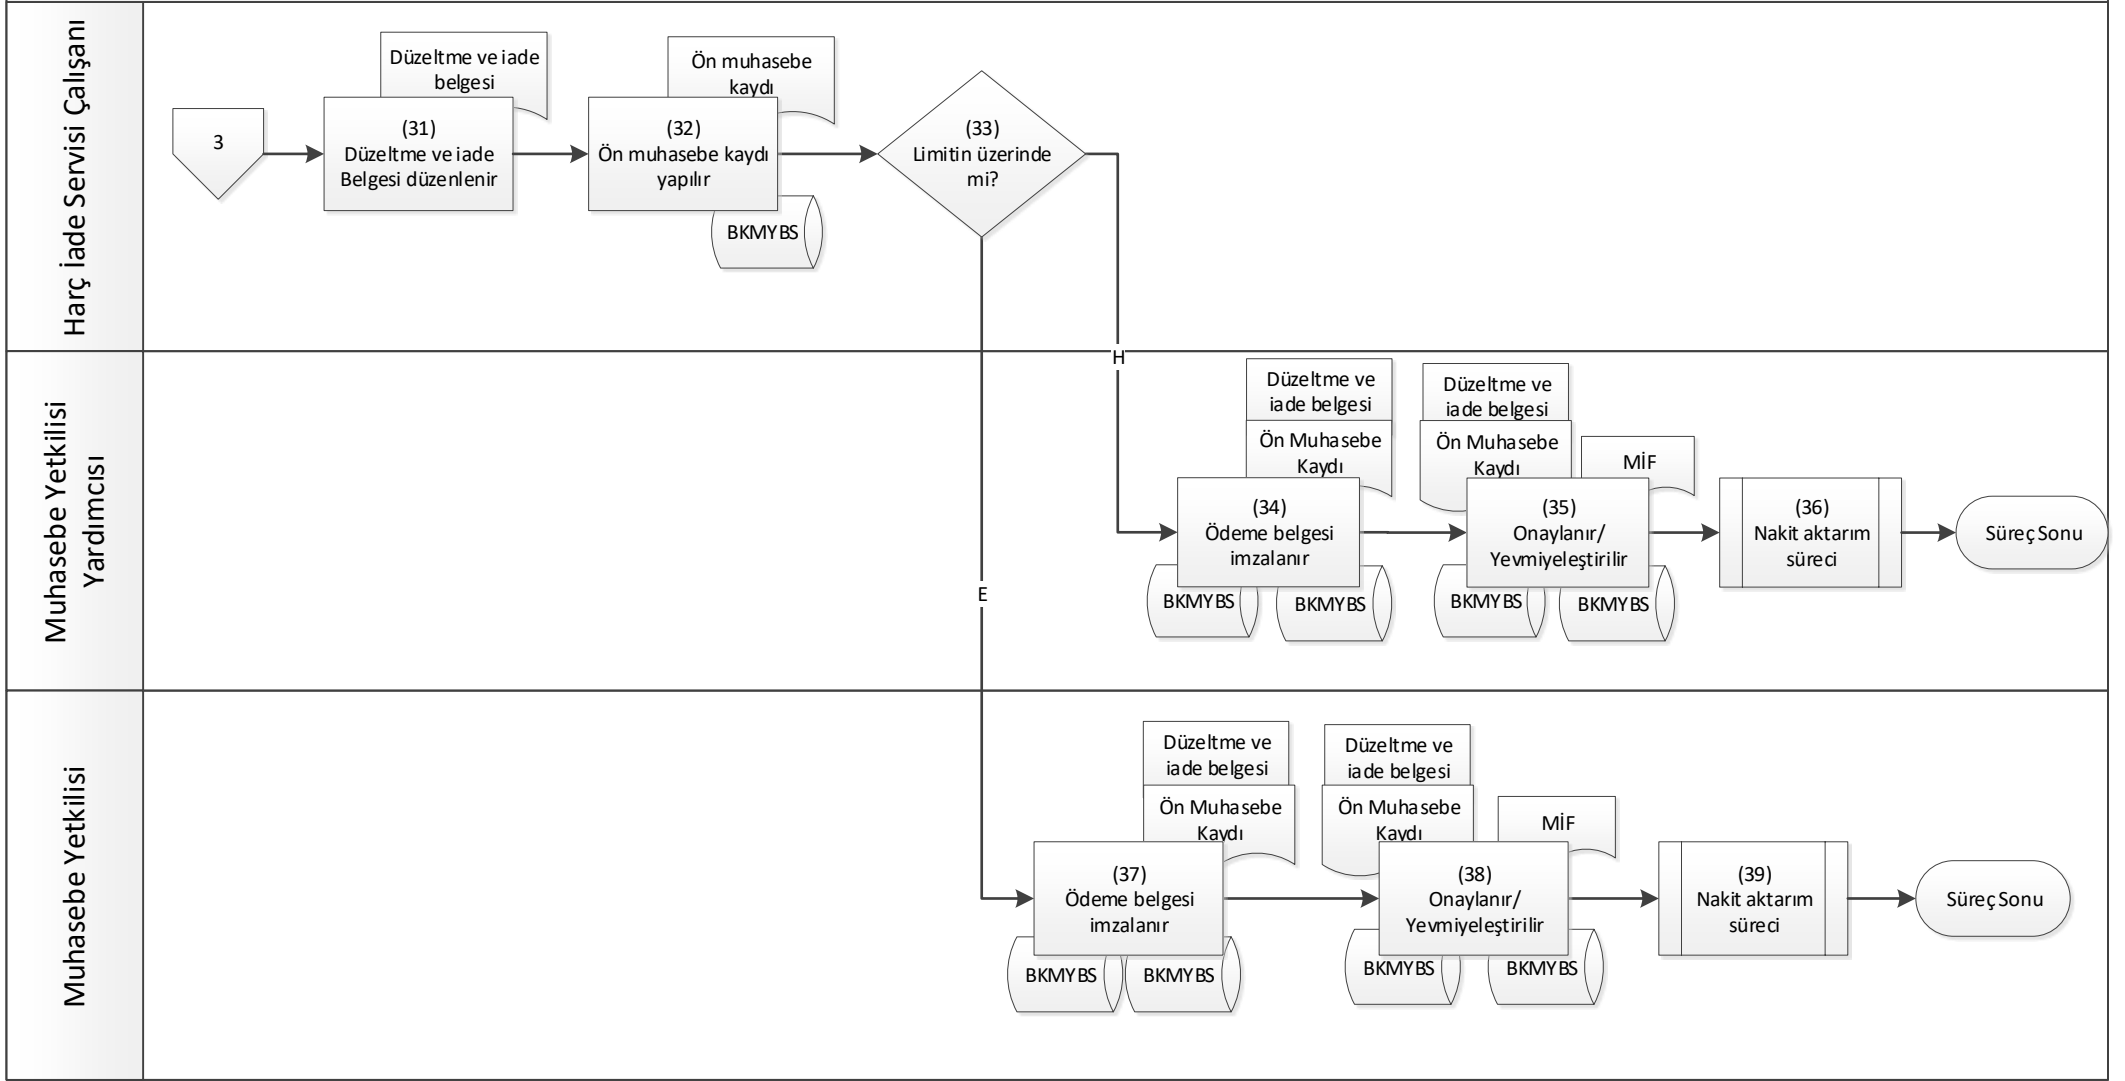 Harç İade Servisi Çalışanı
3
Düzeltme ve iade
belgesi
(31)
Düzeltme ve iade
Belgesi düzenlenir
Ön muhasebe
kaydı
(32)
Ön muhasebe kaydı
yapılır
BKMYBS
(33)
Limitin üzerinde
mi?
H
E
Muhasebe Yetkilisi
Yardımcısı
Düzeltme ve
iade belgesi
Ön Muhasebe
Kaydı
(34)
Ödeme belgesi
imzalanır
BKMYBS
BKMYBS
Düzeltme ve
iade belgesi
Ön Muhasebe
Kaydı
MİF
(35)
Onaylanır/
Yevmiyeleştirilir
BKMYBS
BKMYBS
(36)
Nakit aktarım
süreci
Süreç Sonu
Muhasebe Yetkilisi
Düzeltme ve
iade belgesi
Ön Muhasebe
Kaydı
(37)
Ödeme belgesi
imzalanır
BKMYBS
BKMYBS
Düzeltme ve
iade belgesi
Ön Muhasebe
Kaydı
MİF
(38)
Onaylanır/
Yevmiyeleştirilir
BKMYBS
BKMYBS
(39)
Nakit aktarım
süreci
Süreç Sonu